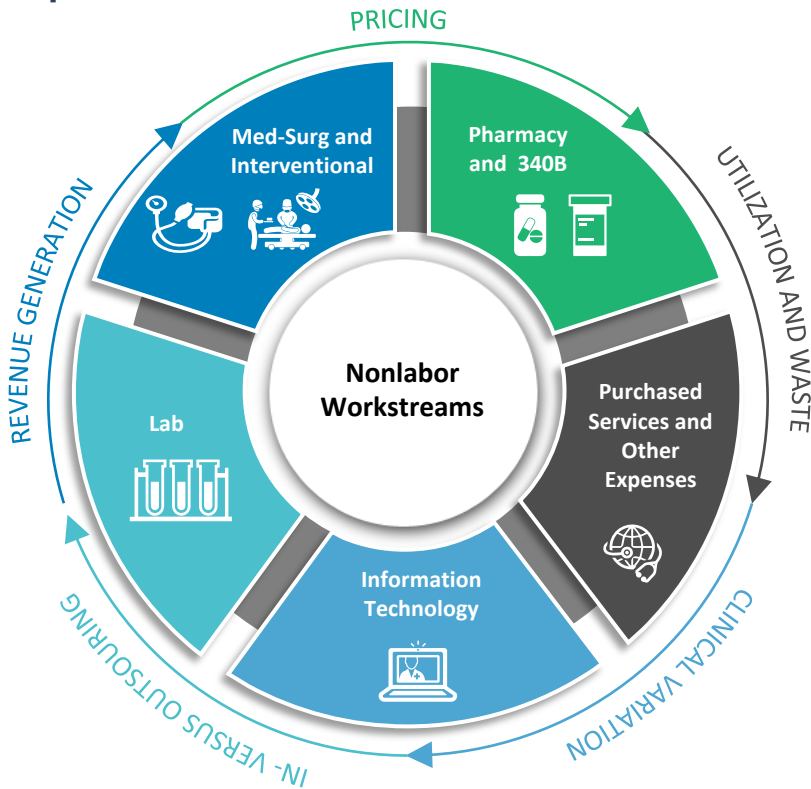 PRICING
Med-Surg and
Interventional
Pharmacy
and 340B
UTILIZATION AND WASTE
REVENUE GENERATION
Nonlabor
Workstreams
Purchased
Services and
Other
Expenses
Lab
Information
Technology
CLINICAL VARIATION
IN- VERSUS OUTSOURING